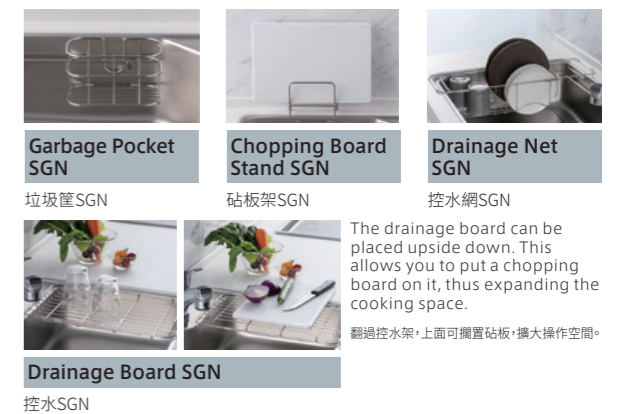 Garbage Pocket
SGN
垃圾筐SGN
Chopping Board
Stand SGN
砧板架SGN
Drainage Net
SGN
控水網SGN
The drainage board can be
placed upside down. This
allows you to put a chopping
board on it, thus expanding the
cooking space.
翻過控水架，上面可擱置砧板，擴大操作空間。
Drainage Board SGN
控水SGN